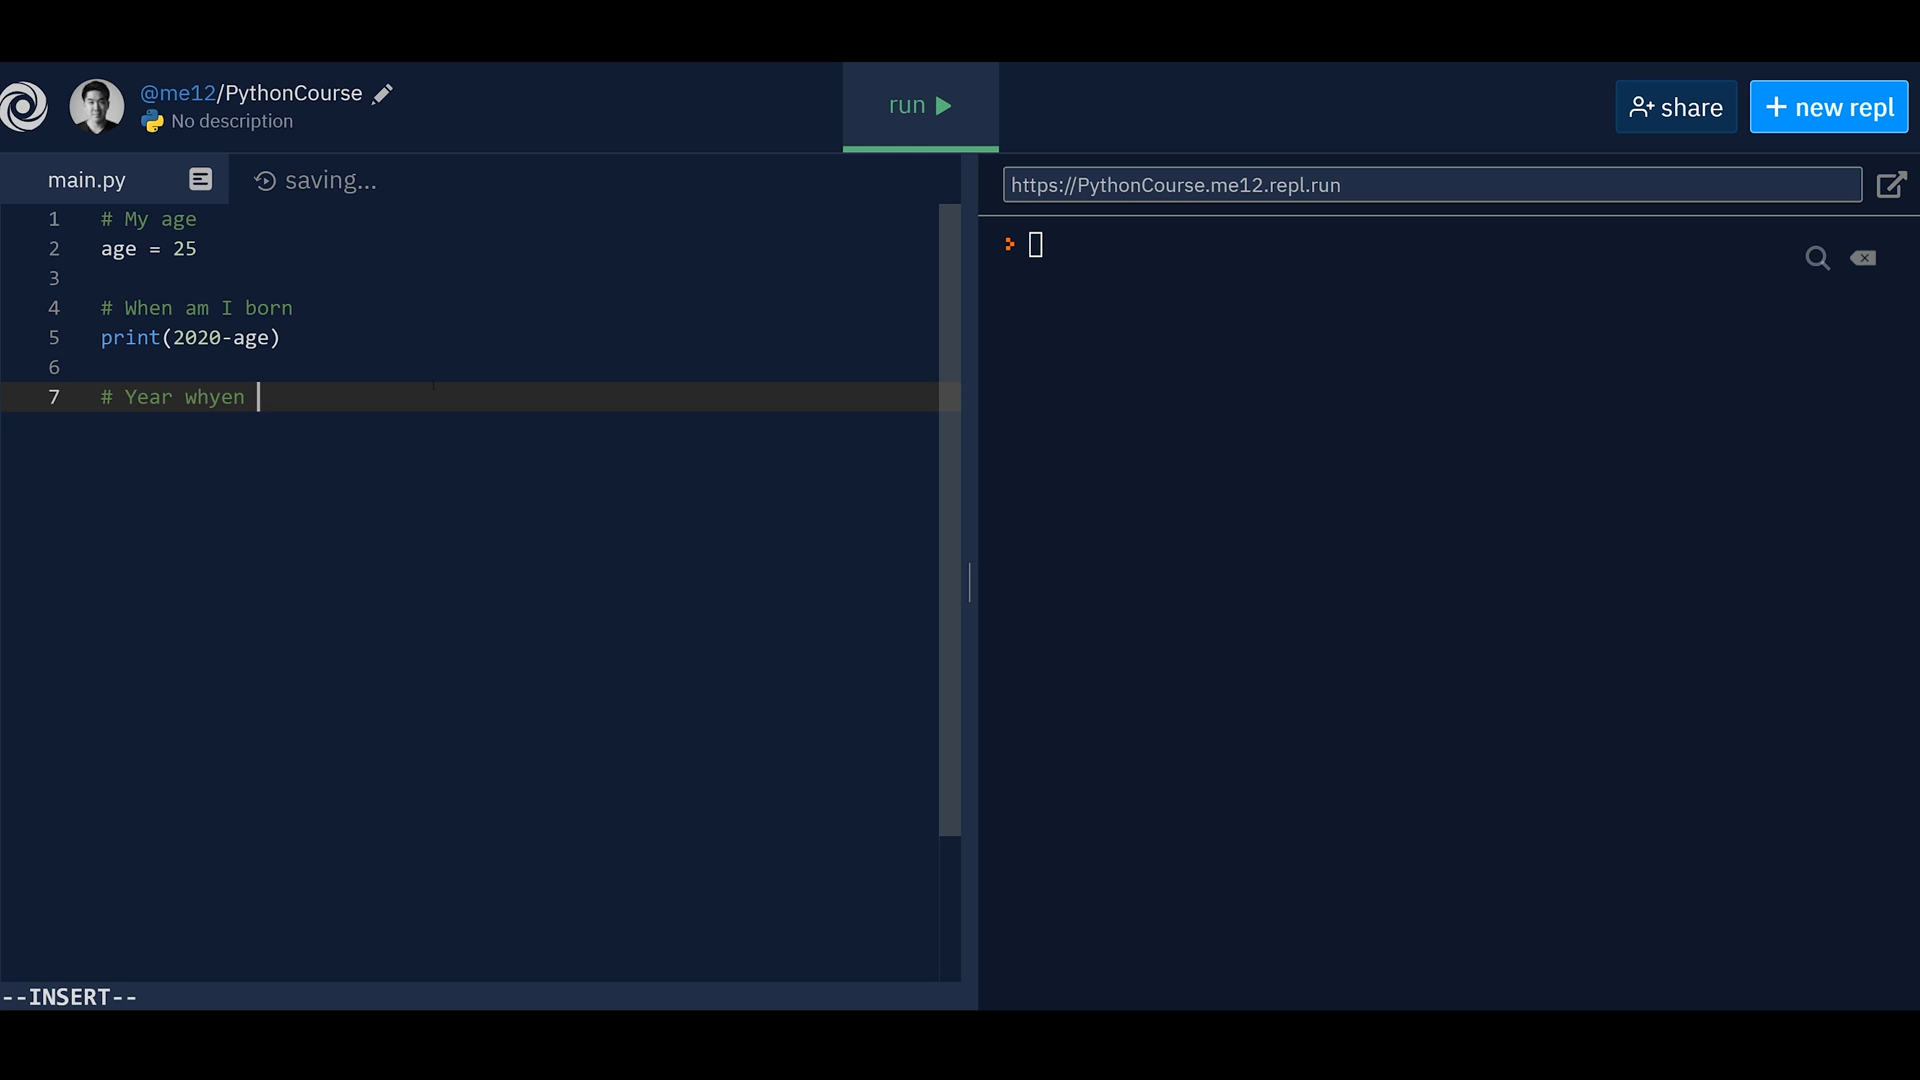 @me12/PythonCourse
No description
run
share
+ new repl
main.py
saving...
https://PythonCourse.me12.repl.run
1 # My age
2 age = 25
3
4 # When am I born
5 print(2020-age)
6
7 # Year whyen
--INSERT--